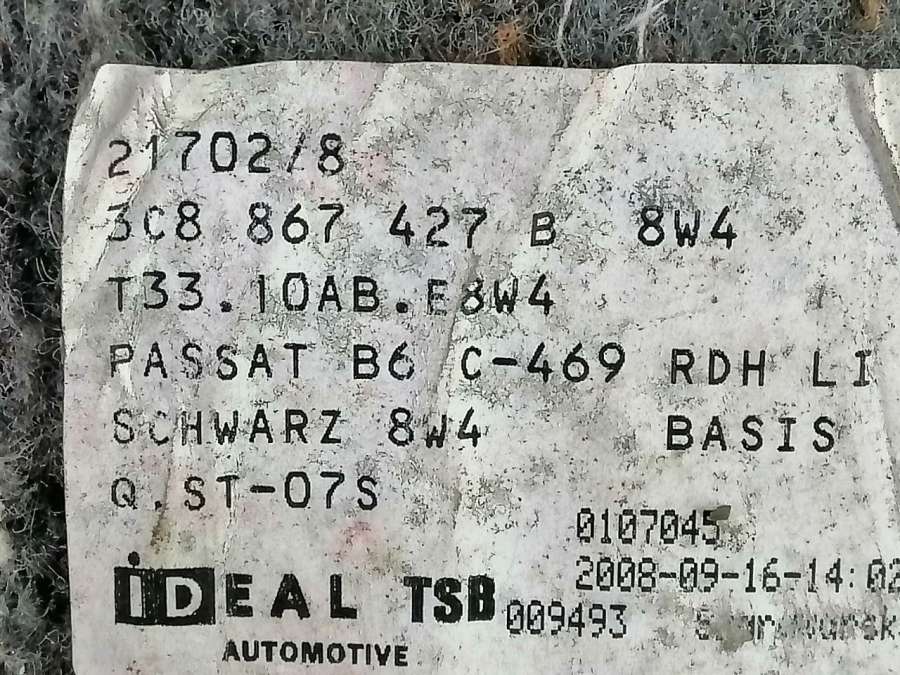 21702/8
3C8 867 427 B 8W4
T33.10AB.E8W4
PASSAT B6 C-469 RDH LI
SCHWARZ 8W4 BASIS
Q.ST-07S
0107045
2008-09-16-14:02
iDEAL TSB 009493
AUTOMOTIVE